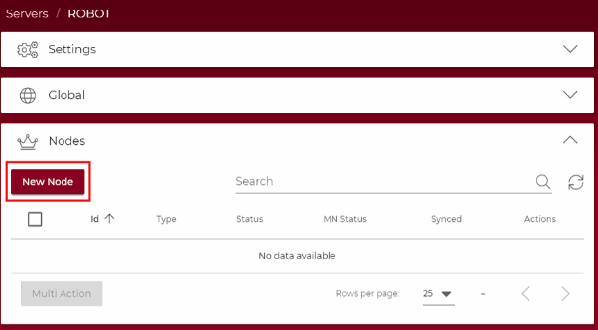 Servers / ROBOT
Settings
Global
Nodes
New Node
Search
Id Type Status MN Status Synced Actions
No data available
Multi Action
Rows per page: 25 –